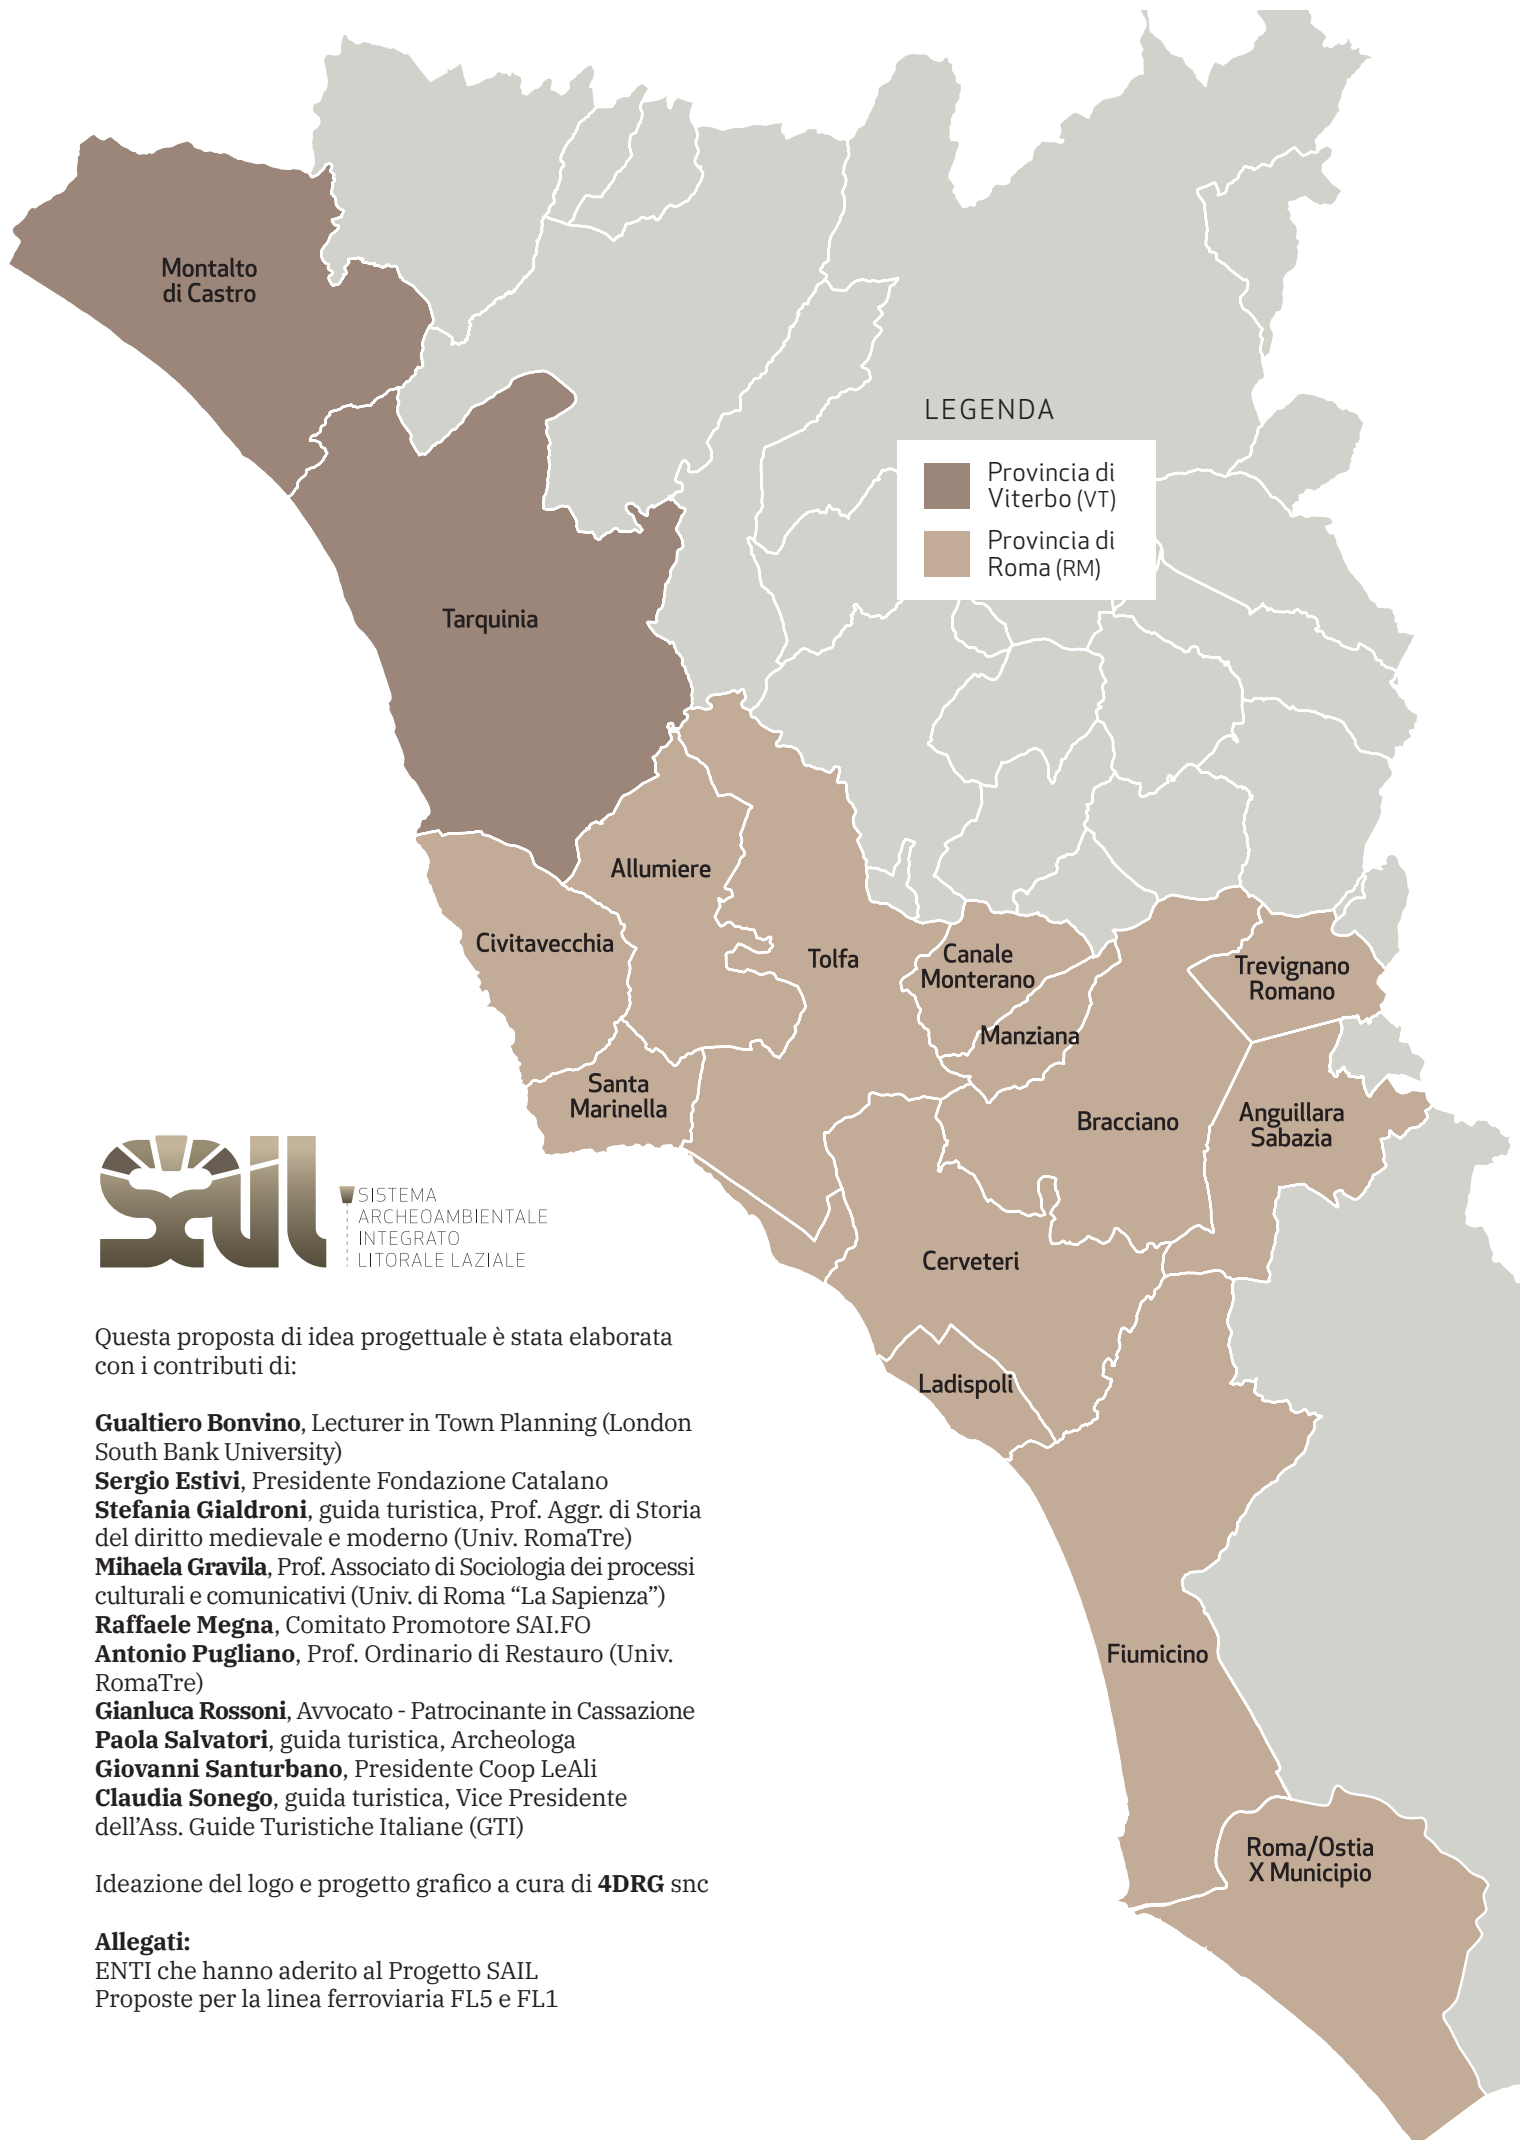 Montalto
di Castro
LEGENDA
Provincia di
Viterbo (VT)
Provincia di
Roma (RM)
Tarquinia
Allumiere
Civitavecchia
Tolfa
Canale
Monterano
Trevignano
Romano
Manziana
Santa
Marinella
Bracciano
Anguillara
Sabazia
Cerveteri
Ladispoli
Fiumicino
Roma/Ostia
X Municipio
sail
SISTEMA
ARCHEOAMBIENTALE
INTEGRATO
LITORALE LAZIALE
Questa proposta di idea progettuale è stata elaborata
con i contributi di:
Gualtiero Bonvino, Lecturer in Town Planning (London
South Bank University)
Sergio Estivi, Presidente Fondazione Catalano
Stefania Gialdroni, guida turistica, Prof. Aggr. di Storia
del diritto medievale e moderno (Univ. RomaTre)
Mihaela Gravila, Prof. Associato di Sociologia dei processi
culturali e comunicativi (Univ. di Roma “La Sapienza”)
Raffaele Megna, Comitato Promotore SAI.FO
Antonio Pugliano, Prof. Ordinario di Restauro (Univ.
RomaTre)
Gianluca Rossoni, Avvocato - Patrocinante in Cassazione
Paola Salvatori, guida turistica, Archeologa
Giovanni Santurbano, Presidente Coop LeAli
Claudia Sonego, guida turistica, Vice Presidente
dell’Ass. Guide Turistiche Italiane (GTI)
Ideazione del logo e progetto grafico a cura di 4DRG snc
Allegati:
ENTI che hanno aderito al Progetto SAIL
Proposte per la linea ferroviaria FL5 e FL1